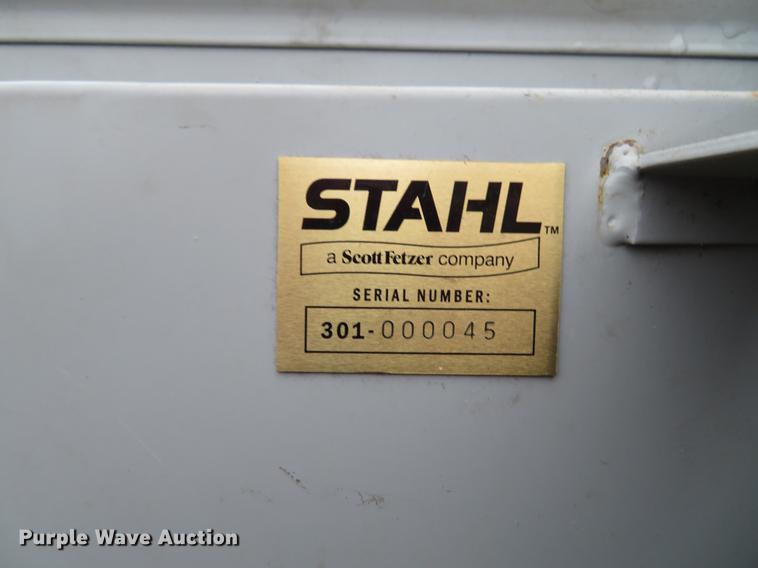 STAHL™
a Scott Fetzer company
SERIAL NUMBER:
301-000045
Purple Wave Auction